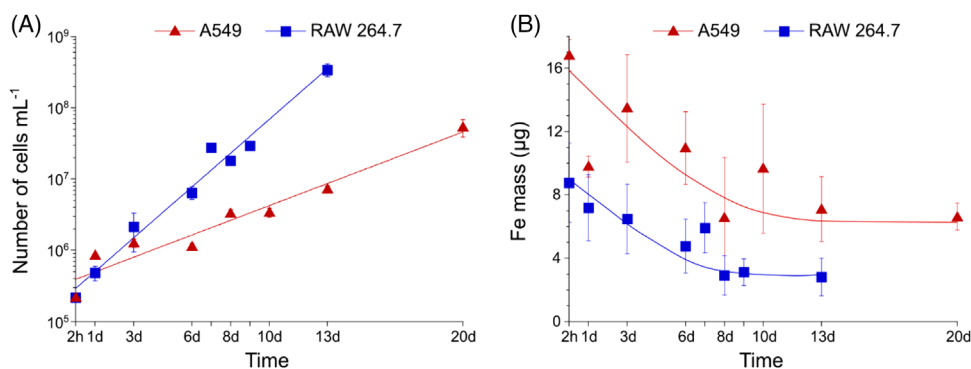 (A)
A549 RAW 264.7
Number of cells mL⁻¹
10⁹
10⁸
10⁷
10⁶
10⁵
2h 1d 3d 6d 8d 10d 13d 20d
Time
(B)
A549 RAW 264.7
Fe mass (µg)
16
12
8
4
0
2h 1d 3d 6d 8d 10d 13d 20d
Time